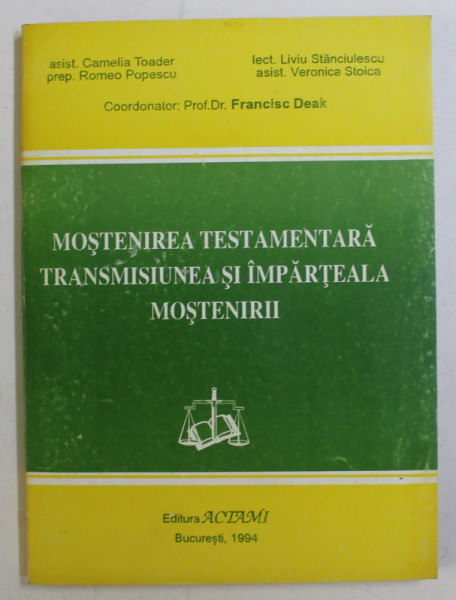 asist. Camelia Toader
prep. Romeo Popescu
lect. Liviu Stănciulescu
asist. Veronica Stoica
Coordonator: Prof.Dr. Francisc Deak
MOŞTENIREA TESTAMENTARĂ
TRANSMISIUNEA ŞI ÎMPĂRŢEALA
MOŞTENIRII
Editura ACTAMI
Bucureşti, 1994